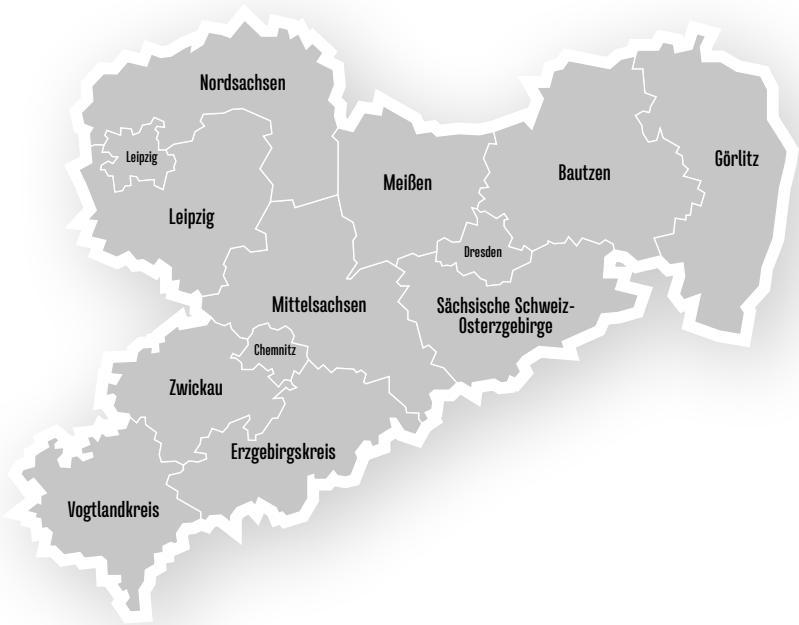 Nordsachsen
Leipzig
Görlitz
Bautzen
Meißen
Leipzig
Dresden
Mittelsachsen
Sächsische Schweiz-
Osterzgebirge
Chemnitz
Zwickau
Erzgebirgskreis
Vogtlandkreis